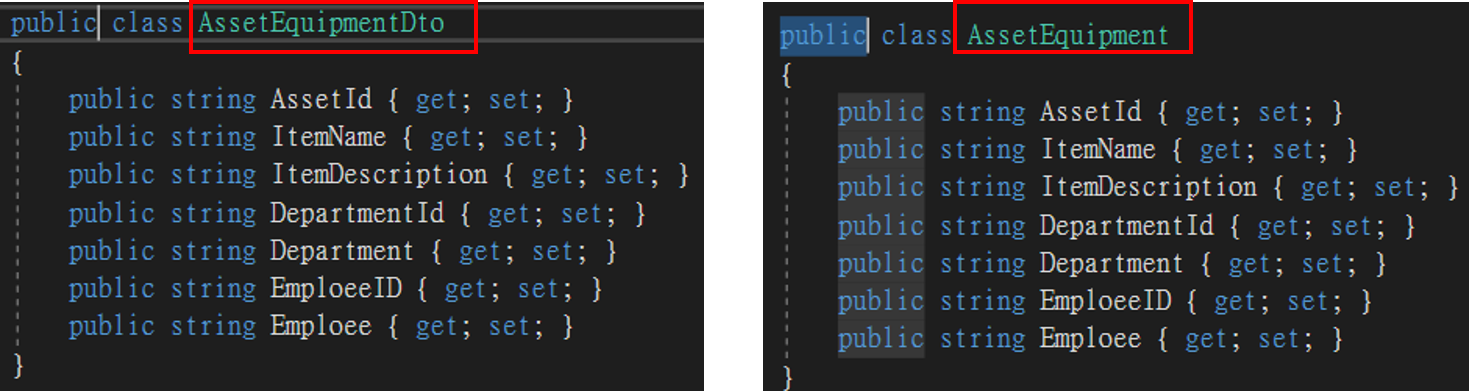 public class AssetEquipmentDto
{
public string AssetId { get; set; }
public string ItemName { get; set; }
public string ItemDescription { get; set; }
public string DepartmentId { get; set; }
public string Department { get; set; }
public string EmploeeID { get; set; }
public string Emploee { get; set; }
}
public class AssetEquipment
{
public string AssetId { get; set; }
public string ItemName { get; set; }
public string ItemDescription { get; set; }
public string DepartmentId { get; set; }
public string Department { get; set; }
public string EmploeeID { get; set; }
public string Emploee { get; set; }
}